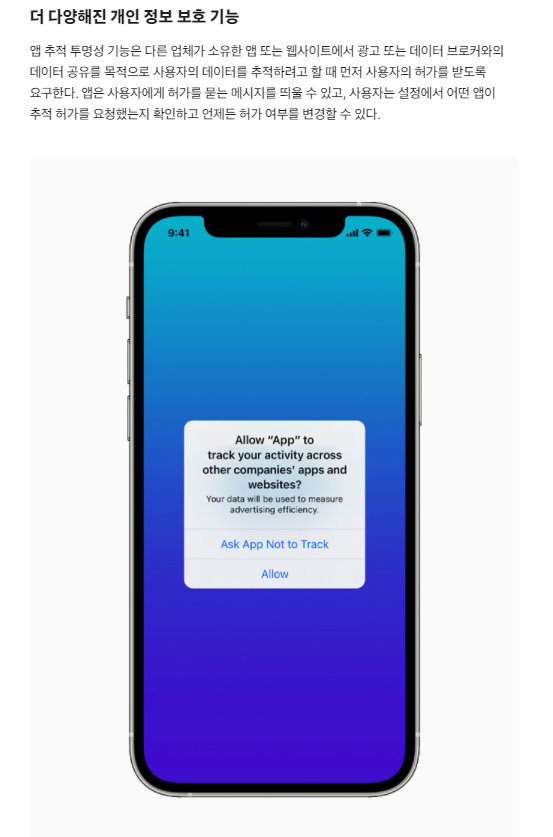 더 다양해진 개인 정보 보호 기능
앱 추적 투명성 기능은 다른 업체가 소유한 앱 또는 웹사이트에서 광고 또는 데이터 브로커와의
데이터 공유를 목적으로 사용자의 데이터를 추적하려고 할 때 먼저 사용자의 허가를 받도록
요구한다. 앱은 사용자에게 허가를 묻는 메시지를 띄울 수 있고, 사용자는 설정에서 어떤 앱이
추적 허가를 요청했는지 확인하고 언제든 허가 여부를 변경할 수 있다.
9:41
Allow “App” to
track your activity across
other companies’ apps and
websites?
Your data will be used to measure
advertising efficiency.
Ask App Not to Track
Allow